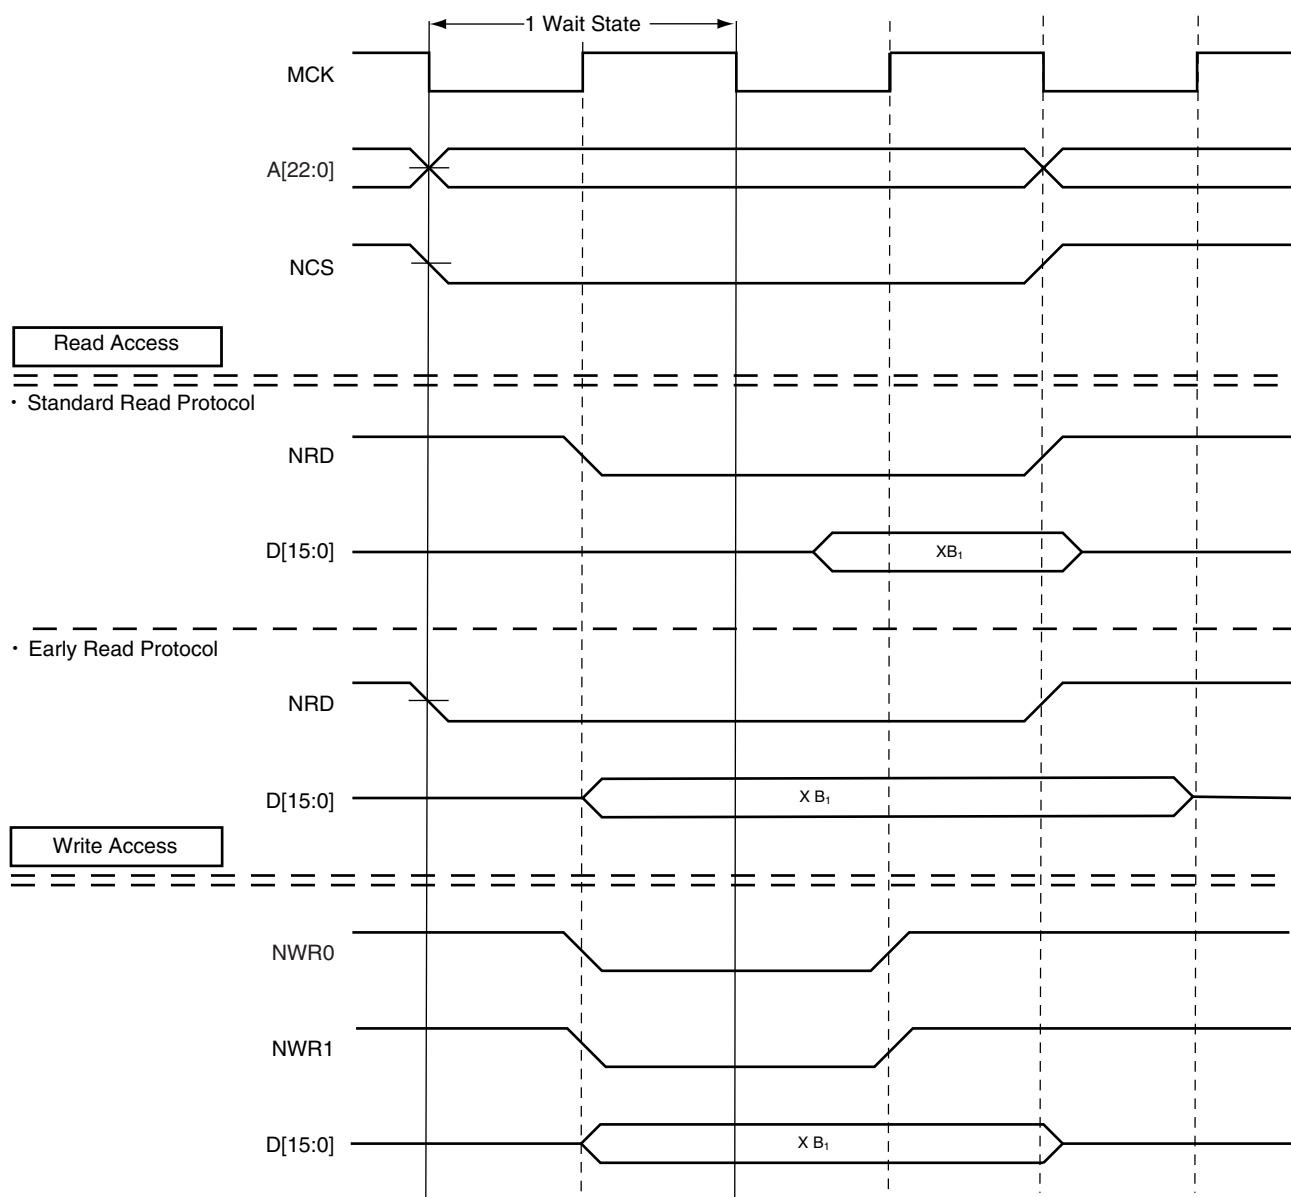 1 Wait State
MCK
A[22:0]
NCS
Read Access
· Standard Read Protocol
NRD
D[15:0]
XB₁
· Early Read Protocol
NRD
D[15:0]
X B₁
Write Access
NWR0
NWR1
D[15:0]
X B₁